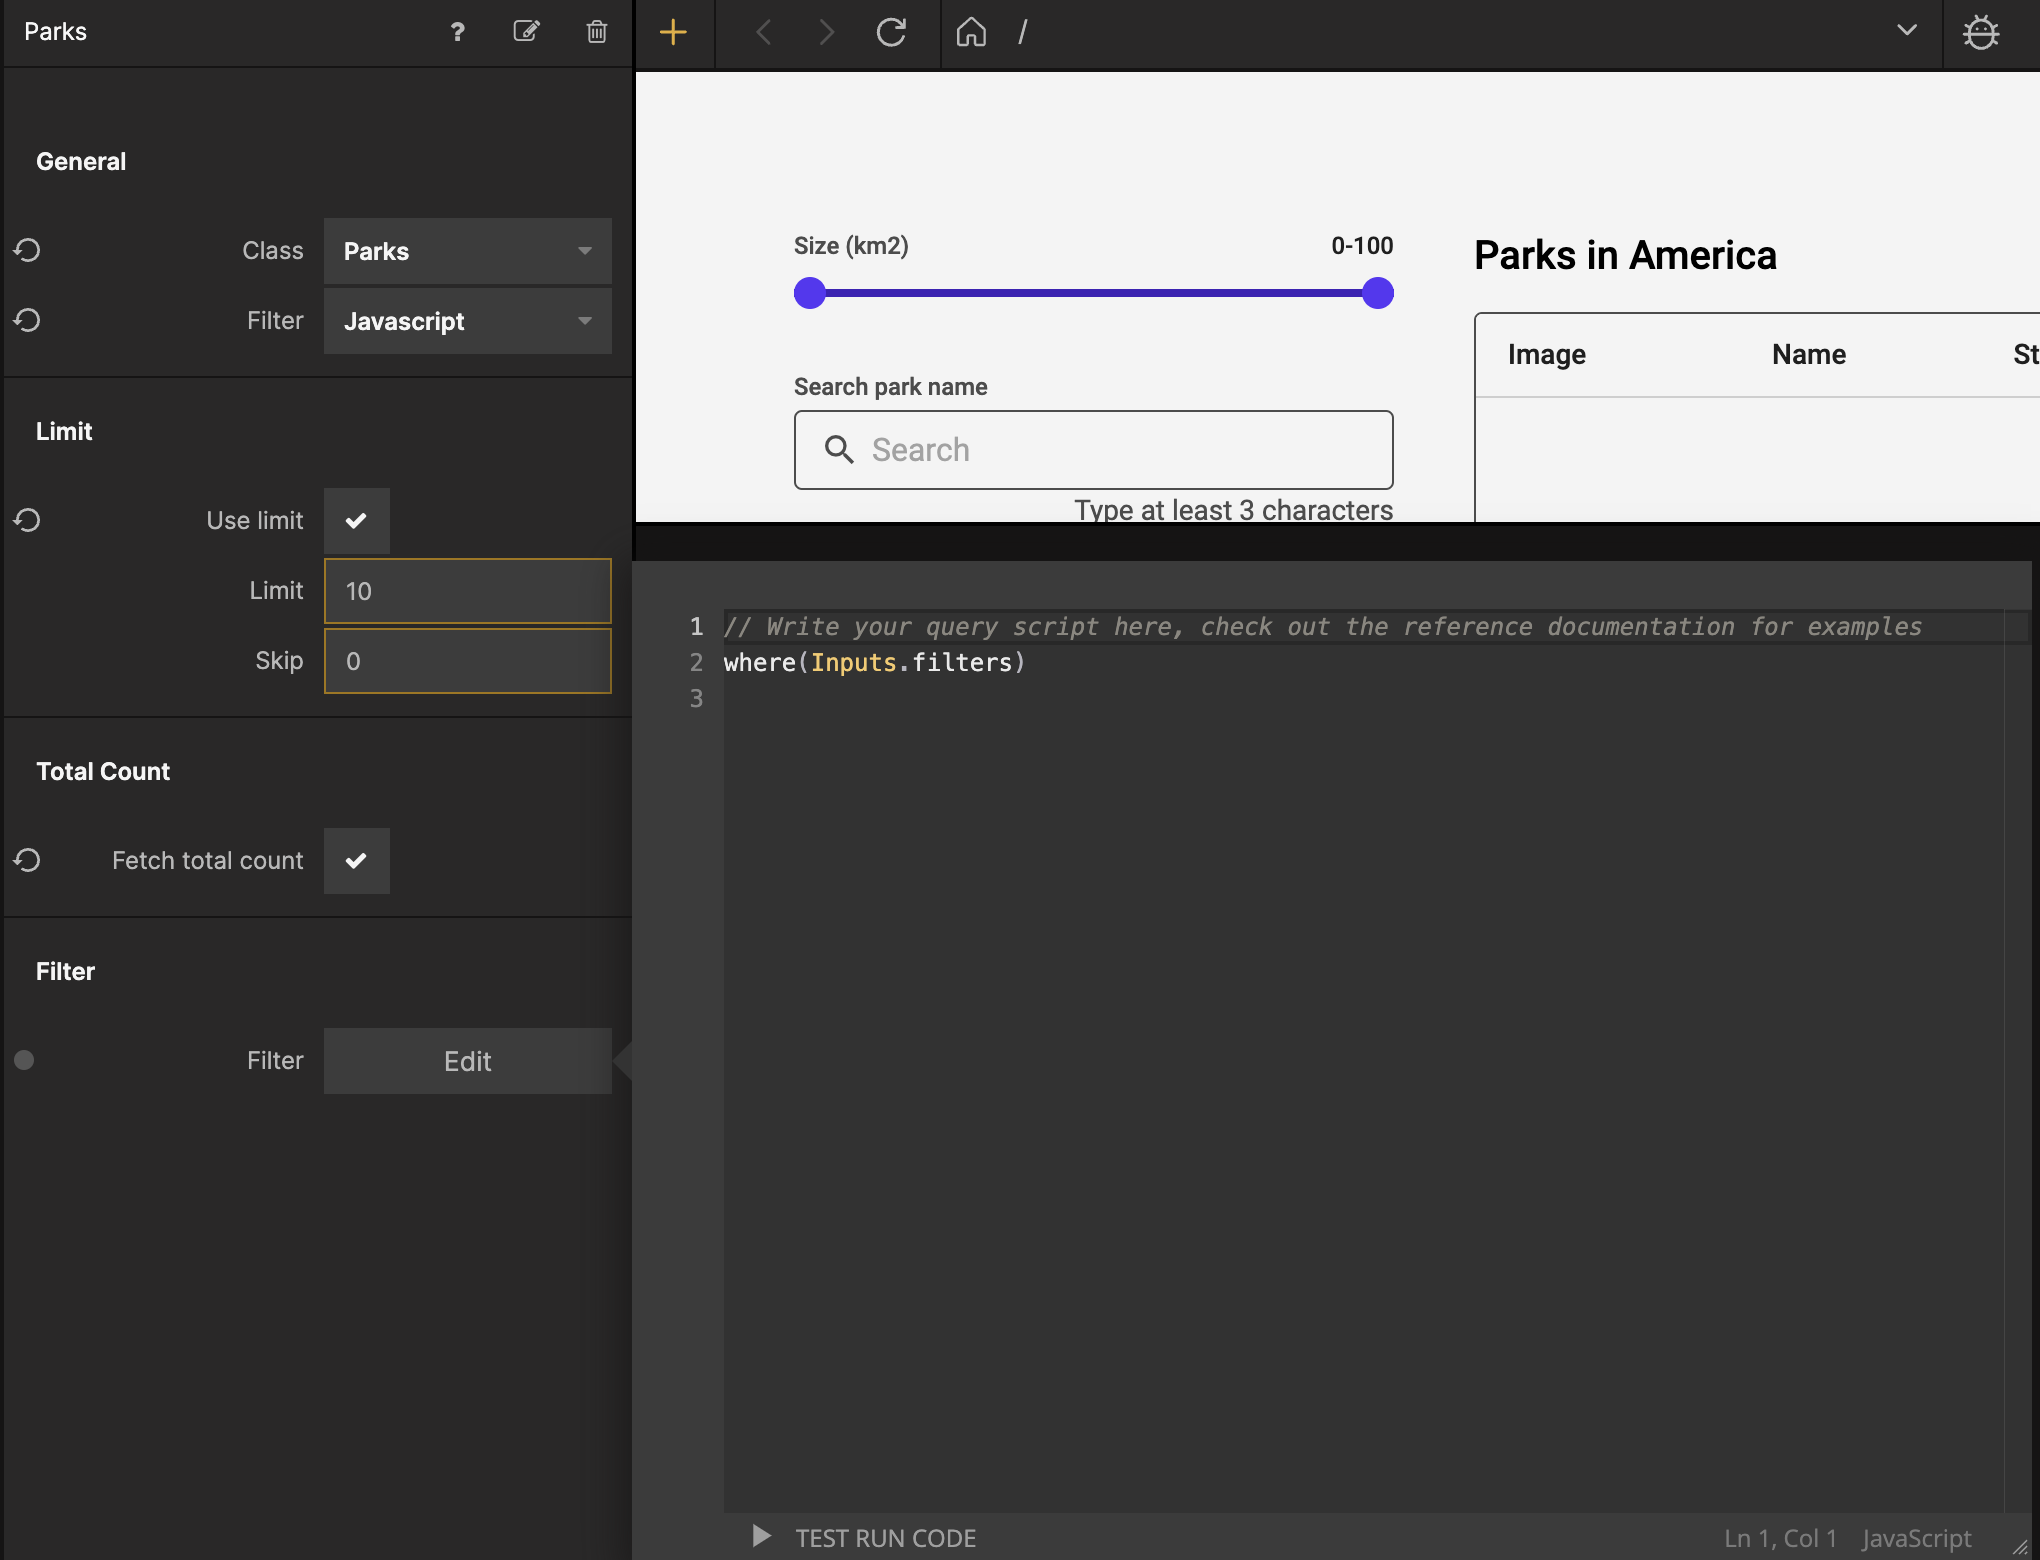 Parks
?
/
General
Class
Parks
Filter
Javascript
Limit
Use limit
Limit
10
Skip
0
Total Count
Fetch total count
Filter
Filter
Edit
Size (km2)
0-100
Search park name
Search
Type at least 3 characters
Parks in America
Image Name St
1 // Write your query script here, check out the reference documentation for examples
2 where(Inputs.filters)
3
TEST RUN CODE
Ln 1, Col 1 JavaScript